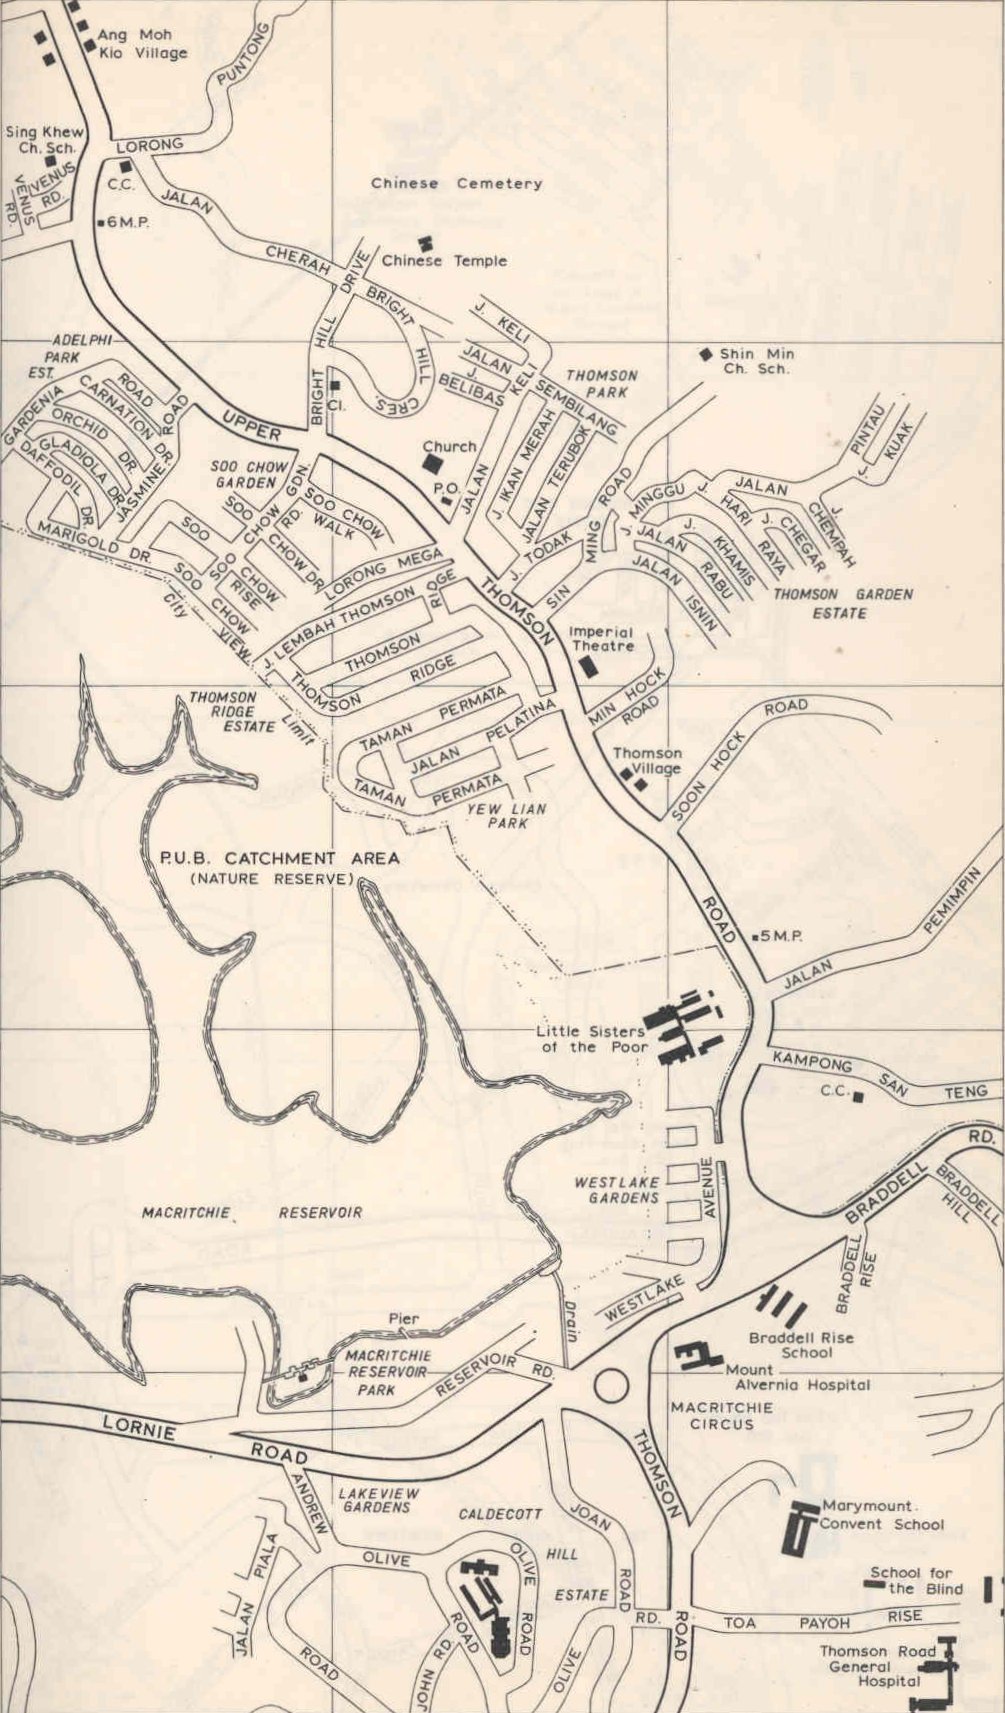 Ang Moh
Kio Village
PUNTONG
Sing Khew
Ch. Sch.
LORONG
VENUS
RD.
VENUS
RD.
C.C.
JALAN
6 M.P.
Chinese Cemetery
CHERAH
DRIVE
Chinese Temple
BRIGHT
HILL
J. KELI
ADELPHI
PARK
EST.
HILL
JALAN
KELI
J.
BELIBAS
SEMBILANG
THOMSON
PARK
Shin Min
Ch. Sch.
ROAD
CARNATION DR.
ROAD
GARDENIA
ORCHID DR.
GLADIOLA DR.
DAFFODIL DR.
JASMINE
MARIGOLD DR.
BRIGHT
Cl.
CRES.
UPPER
Church
P.O.
JALAN
J. IKAN MERAH
JALAN TERUBOK
ROAD
PINTAU
KUAK
J.
SOO CHOW
GARDEN
GDN.
SOO CHOW
WALK
SOO
CHOW
RD.
SOO
CHOW DR.
SOO CHOW
RISE
SOO CHOW
J. TODAK
MING
SIN
MINGGU
J.
JALAN
J.
CHEMPAH
J. CHEGAR
HARI
RAYA
J.
KHAMIS
J. JALAN
RABU
JALAN
ISNIN
THOMSON GARDEN
ESTATE
City
VIEW
Limit
LORONG MEGA
J. LEMBAH THOMSON
RIDGE
THOMSON
THOMSON
RIDGE
THOMSON
Imperial
Theatre
MIN HOCK
ROAD
THOMSON
RIDGE
ESTATE
TAMAN PERMATA
JALAN PELATINA
TAMAN PERMATA
YEW LIAN
PARK
Thomson
Village
SOON HOCK
ROAD
P.U.B. CATCHMENT AREA
(NATURE RESERVE)
ROAD
5 M.P.
JALAN
PEMIMPIN
Little Sisters
of the Poor
KAMPONG
SAN
TENG
C.C.
RD.
WESTLAKE
GARDENS
AVENUE
BRADDELL
BRADDELL
HILL
MACRITCHIE RESERVOIR
BRADDELL
RISE
WESTLAKE
Drain
Pier
Braddell Rise
School
MACRITCHIE
RESERVOIR
PARK
RESERVOIR RD.
Mount
Alvernia Hospital
MACRITCHIE
CIRCUS
LORNIE
ROAD
THOMSON
LAKEVIEW
GARDENS
ANDREW
CALDECOTT
HILL
ESTATE
JOAN
ROAD
Marymount
Convent School
JALAN PIALA
OLIVE
OLIVE
ROAD
ROAD
School for
the Blind
RD.
ROAD
TOA PAYOH RISE
ROAD
JOHN RD.
OLIVE
Thomson Road
General
Hospital